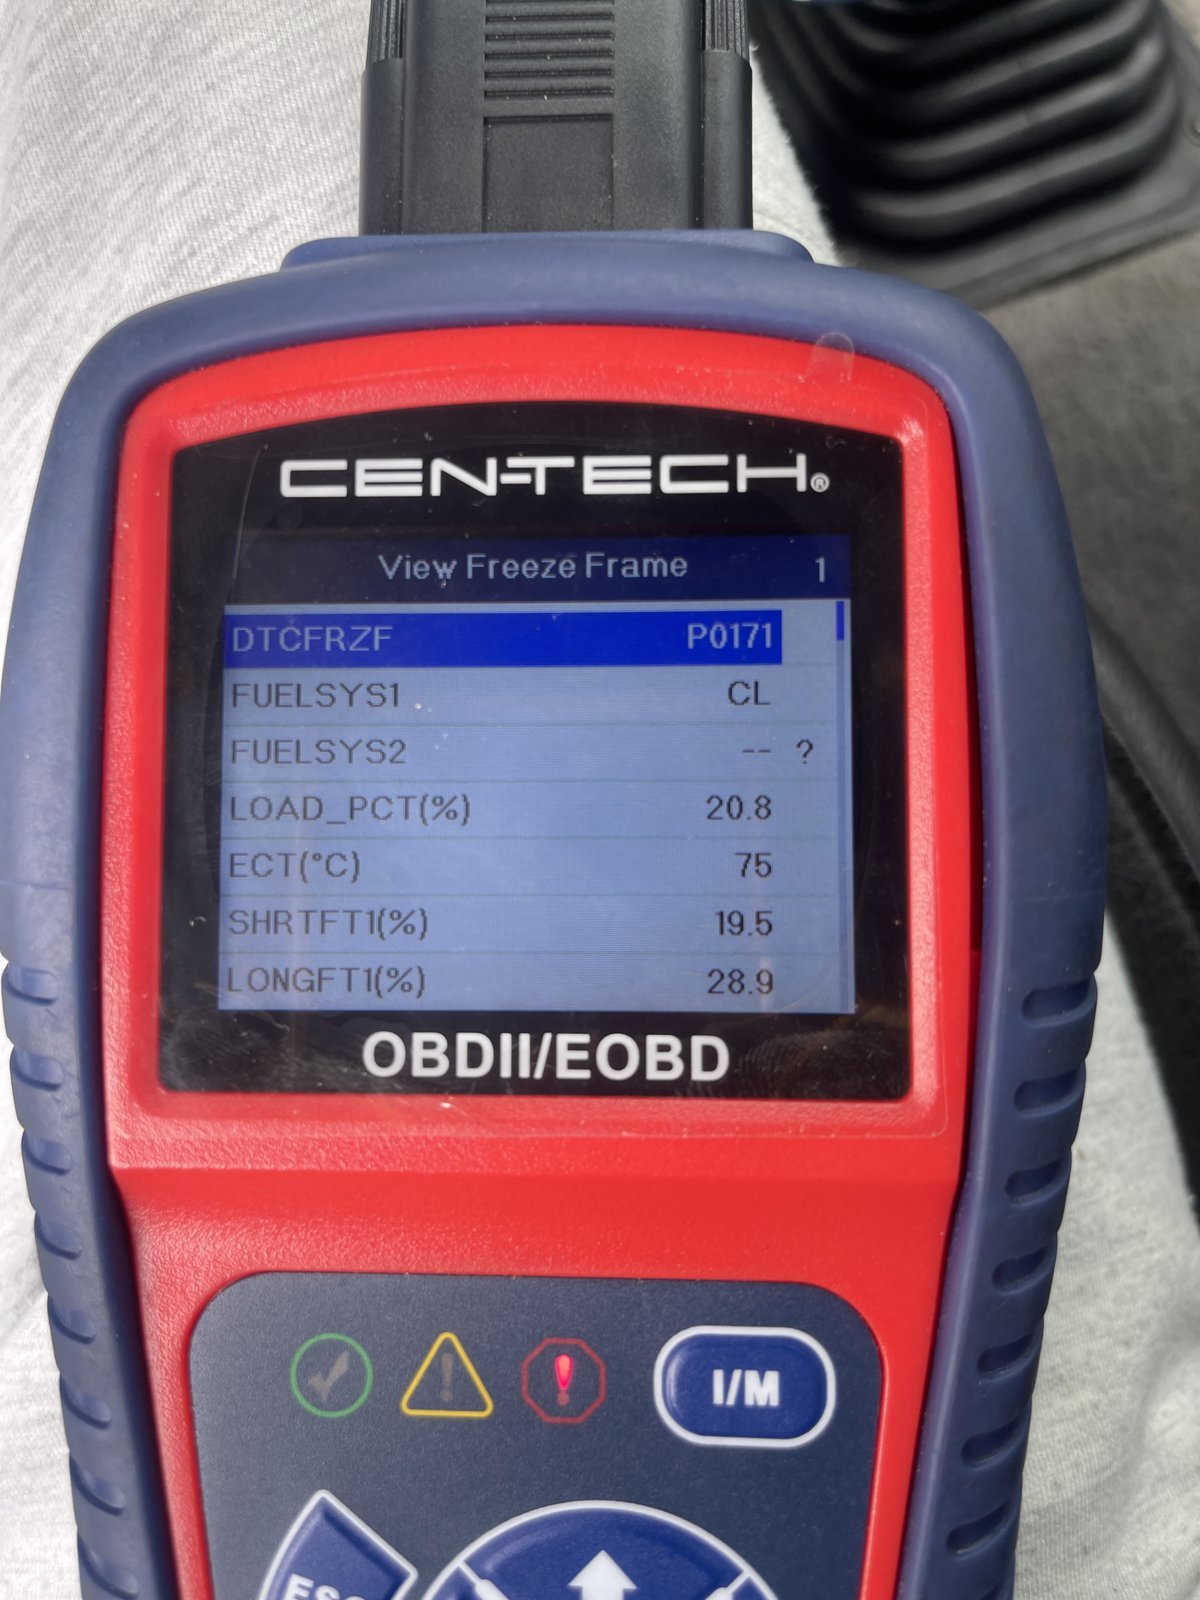 CEN-TECH®
View Freeze Frame 1
DTCFRZF P0171
FUELSYS1 CL
FUELSYS2 -- ?
LOAD_PCT(%) 20.8
ECT(°C) 75
SHRTFT1(%) 19.5
LONGFT1(%) 28.9
OBDII/EOBD
I/M